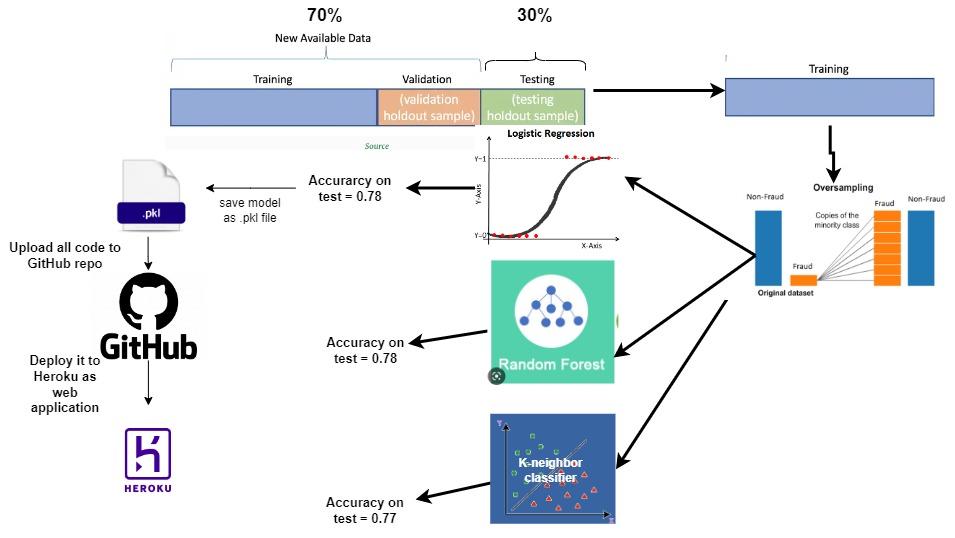 70%
30%
New Available Data
Training
Validation
Testing
(validation
holdout sample)
(testing
holdout sample)
Source
Training
Logistic Regression
Y=1
Y-Axis
Y=0
X-Axis
Accurarcy on
test = 0.78
save model
as .pkl file
.pkl
Upload all code to
GitHub repo
GitHub
Deploy it to
Heroku as
web
application
HEROKU
Oversampling
Non-Fraud
Fraud
Non-Fraud
Copies of the
minority class
Fraud
Original dataset
Random Forest
Accuracy on
test = 0.78
Y
K-neighbor
classifier
X
Accuracy on
test = 0.77